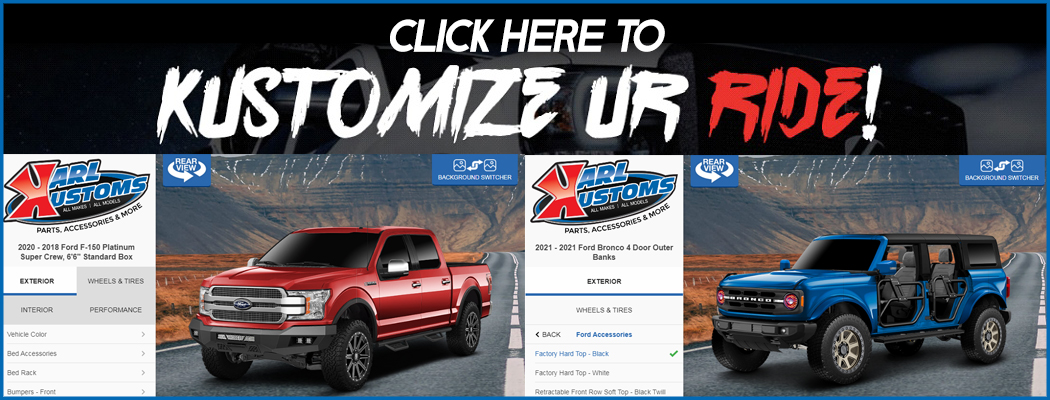 CLICK HERE TO
KUSTOMIZE UR RIDE!
KARL
KUSTOMS
ALL MAKES | ALL MODELS
PARTS, ACCESSORIES & MORE
2020 - 2018 Ford F-150 Platinum
Super Crew, 6'6" Standard Box
EXTERIOR
WHEELS & TIRES
INTERIOR
PERFORMANCE
Vehicle Color
Bed Accessories
Bed Rack
Bumpers - Front
REAR
VIEW
BACKGROUND SWITCHER
Ford
KARL
KUSTOMS
ALL MAKES | ALL MODELS
PARTS, ACCESSORIES & MORE
2021 - 2021 Ford Bronco 4 Door Outer
Banks
EXTERIOR
WHEELS & TIRES
BACK
Ford Accessories
Factory Hard Top - Black
Factory Hard Top - White
Retractable Front Row Soft Top - Black Twill
REAR
VIEW
BACKGROUND SWITCHER
BRONCO